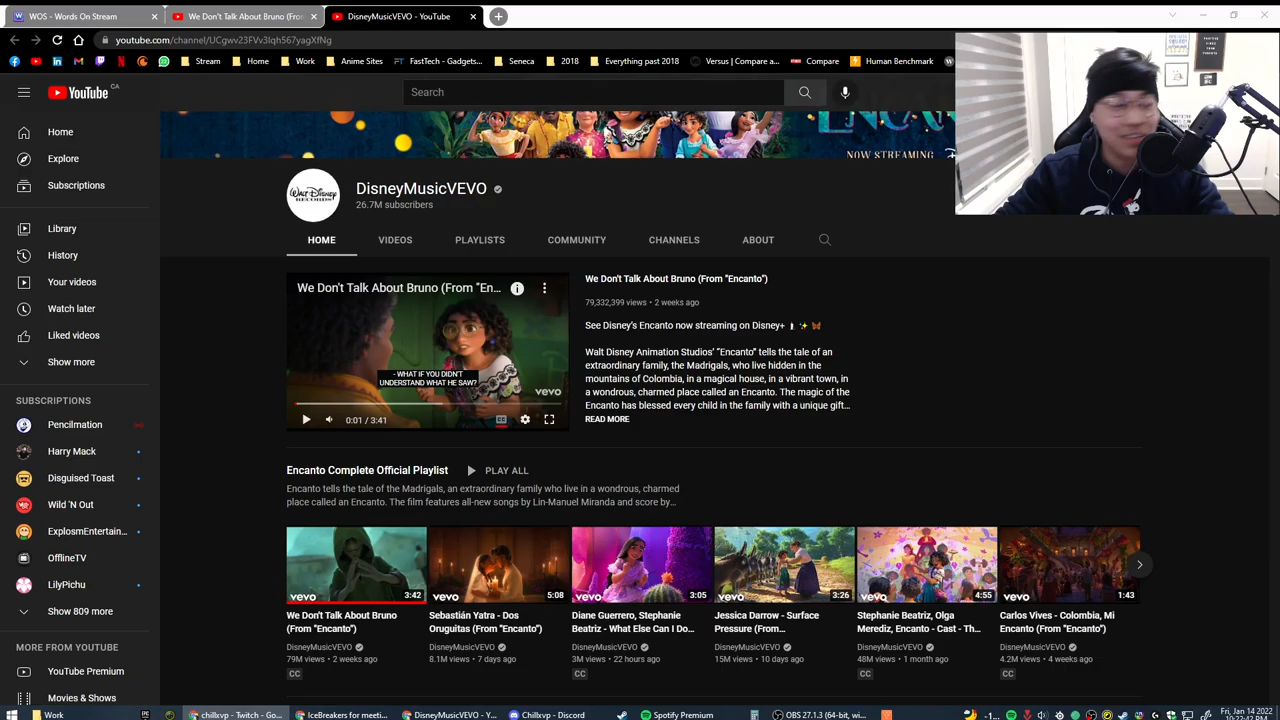 WOS - Words On Stream
We Don't Talk About Bruno (From
DisneyMusicVEVO - YouTube
youtube.com/channel/UCgwv23FVv3lqh567yagXfNg
Stream
Home
Work
Anime Sites
FastTech - Gadg
Seneca
2018
Everything past 2018
Versus | Compare a...
Compare
Human Benchmark
YouTube CA
Search
ENCANTO
NOW STREAMING
WALT DISNEY RECORDS
DisneyMusicVEVO
26.7M subscribers
HOME
VIDEOS
PLAYLISTS
COMMUNITY
CHANNELS
ABOUT
Home
Explore
Subscriptions
Library
History
Your videos
Watch later
Liked videos
Show more
SUBSCRIPTIONS
Pencilmation
Harry Mack
Disguised Toast
Wild 'N Out
ExplosmEntertain...
OfflineTV
LilyPichu
Show 809 more
MORE FROM YOUTUBE
YouTube Premium
Movies & Shows
We Don't Talk About Bruno (From "En...
- WHAT IF YOU DIDN'T
UNDERSTAND WHAT HE SAW?
vevo
0:01 / 3:41
We Don't Talk About Bruno (From "Encanto")
79,332,399 views • 2 weeks ago
See Disney's Encanto now streaming on Disney+
Walt Disney Animation Studios' "Encanto" tells the tale of an
extraordinary family, the Madrigals, who live hidden in the
mountains of Colombia, in a magical house, in a vibrant town, in
a wondrous, charmed place called an Encanto. The magic of the
Encanto has blessed every child in the family with a unique gift...
READ MORE
Encanto Complete Official Playlist
PLAY ALL
Encanto tells the tale of the Madrigals, an extraordinary family who live in a wondrous, charmed
place called an Encanto. The film features all-new songs by Lin-Manuel Miranda and score by...
vevo
3:42
We Don't Talk About Bruno
(From "Encanto")
DisneyMusicVEVO
79M views • 2 weeks ago
CC
vevo
5:08
Sebastián Yatra - Dos
Oruguitas (From "Encanto")
DisneyMusicVEVO
8.1M views • 7 days ago
vevo
3:05
Diane Guerrero, Stephanie
Beatriz - What Else Can I Do...
DisneyMusicVEVO
3M views • 22 hours ago
CC
vevo
3:26
Jessica Darrow - Surface
Pressure (From...
DisneyMusicVEVO
15M views • 10 days ago
vevo
4:55
Stephanie Beatriz, Olga
Merediz, Encanto - Cast - Th...
DisneyMusicVEVO
48M views • 1 month ago
CC
vevo
1:43
Carlos Vives - Colombia, Mi
Encanto (From "Encanto")
DisneyMusicVEVO
4.2M views • 4 weeks ago
CC
Work
chillxvp - Twitch - Go...
IceBreakers for meeti...
DisneyMusicVEVO - Y...
Chillxvp - Discord
Spotify Premium
OBS 27.1.3 (64-bit, wi...
Fri, Jan 14 2022